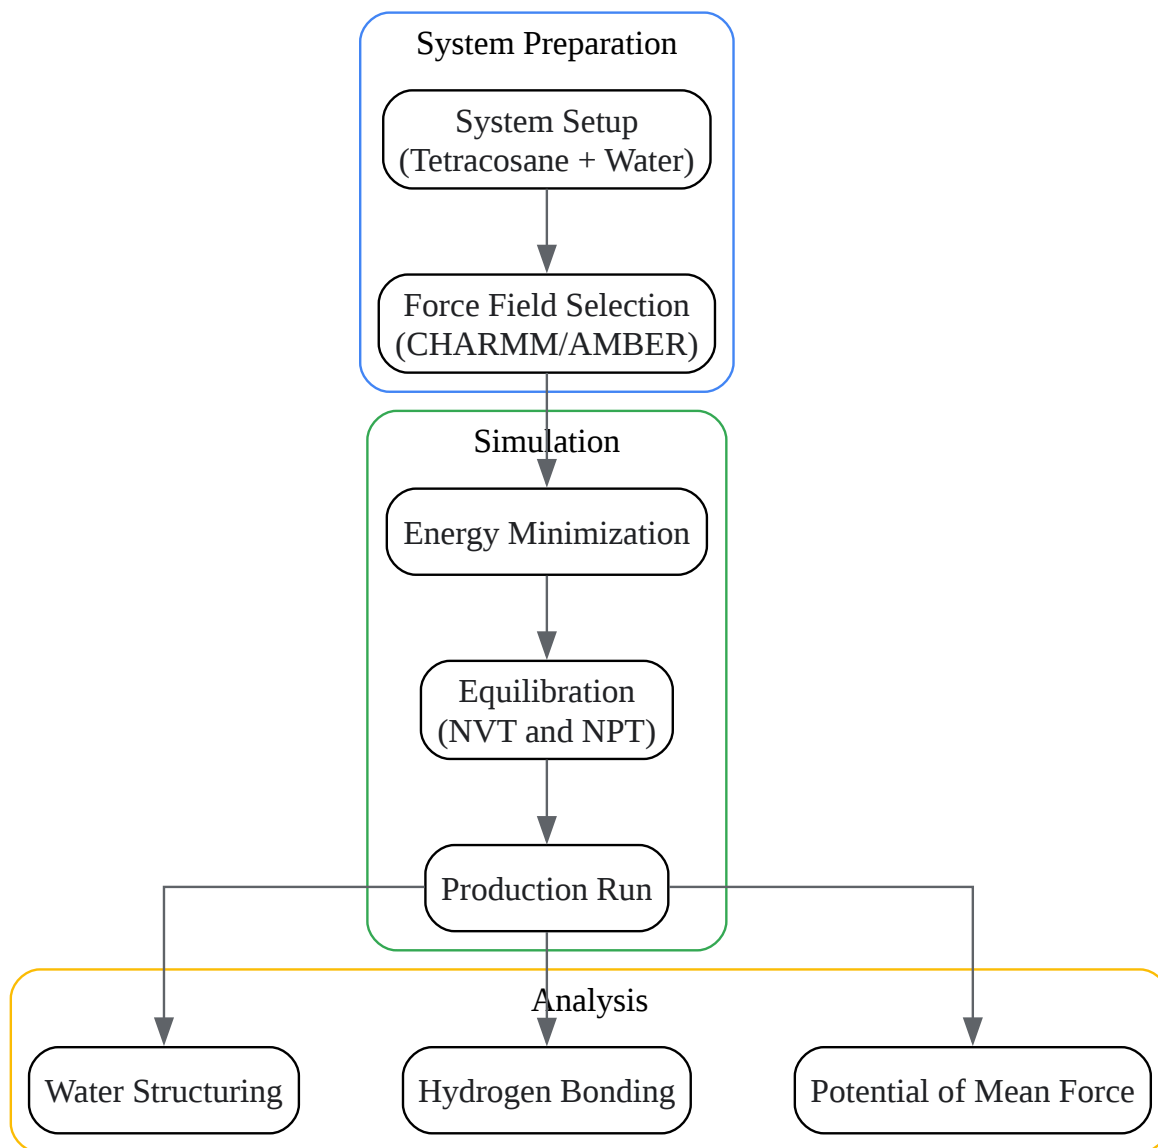 System Preparation
System Setup
(Tetracosane + Water)
Force Field Selection
(CHARMM/AMBER)
Simulation
Energy Minimization
Equilibration
(NVT and NPT)
Production Run
Analysis
Water Structuring
Hydrogen Bonding
Potential of Mean Force